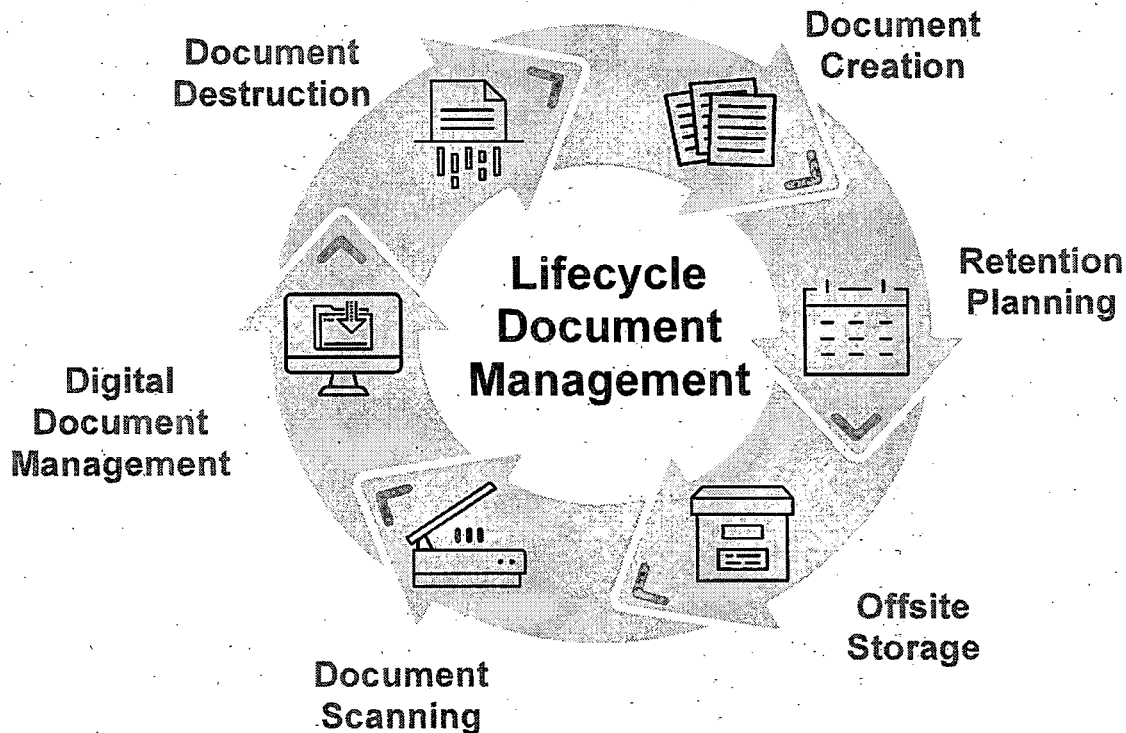 Lifecycle
Document
Management
Document
Creation
Retention
Planning
Offsite
Storage
Document
Scanning
Digital
Document
Management
Document
Destruction